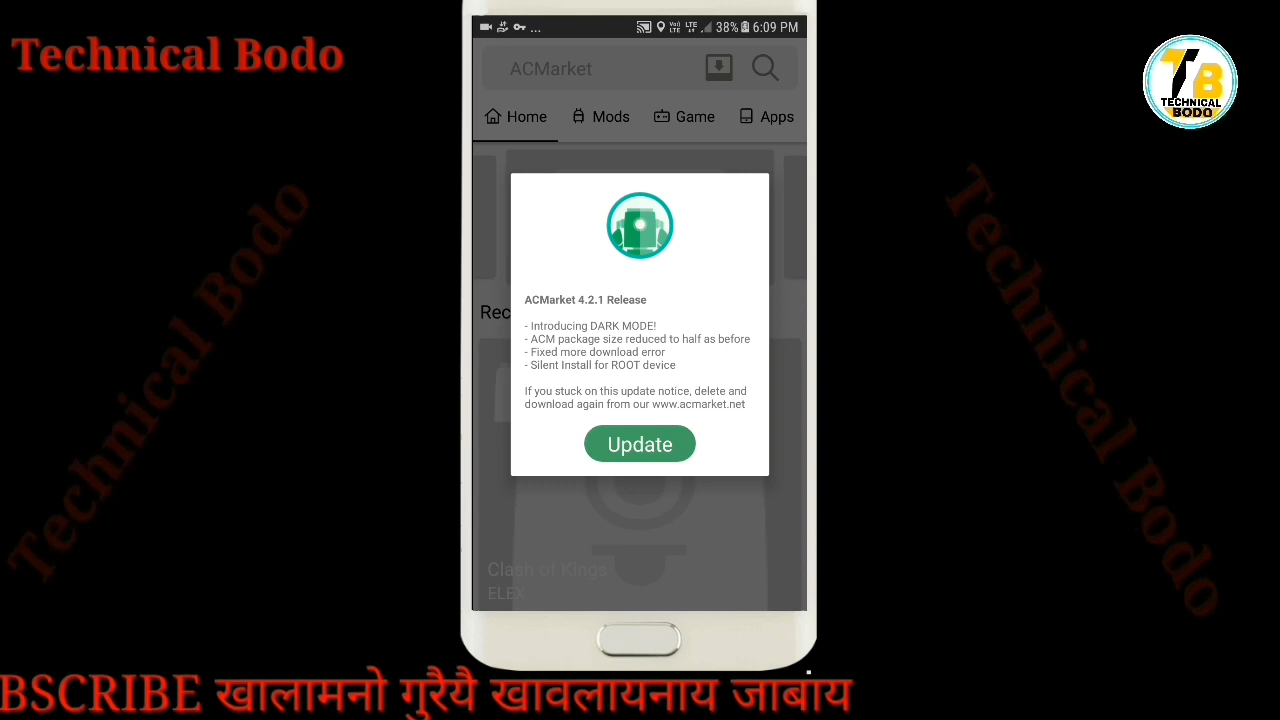 Technical Bodo
TB
TECHNICAL
BODO
Technical Bodo
Technical Bodo
... LTE 38% 6:09 PM
ACMarket
Home Mods Game Apps
Rec
ACMarket 4.2.1 Release
- Introducing DARK MODE!
- ACM package size reduced to half as before
- Fixed more download error
- Silent Install for ROOT device
If you stuck on this update notice, delete and
download again from our www.acmarket.net
Update
Clash of Kings
ELEX
BSCRIBE खालामनो गुरैयै खावलायनाय जाबाय